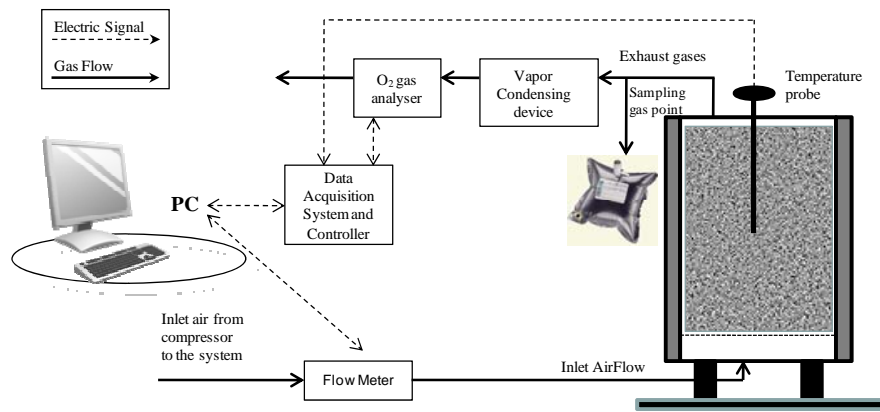 Electric Signal
Gas Flow
O2 gas
analyser
Vapor
Condensing
device
Exhaust gases
Sampling
gas point
Temperature
probe
PC
Data
Acquisition
System and
Controller
Inlet air from
compressor
to the system
Flow Meter
Inlet AirFlow